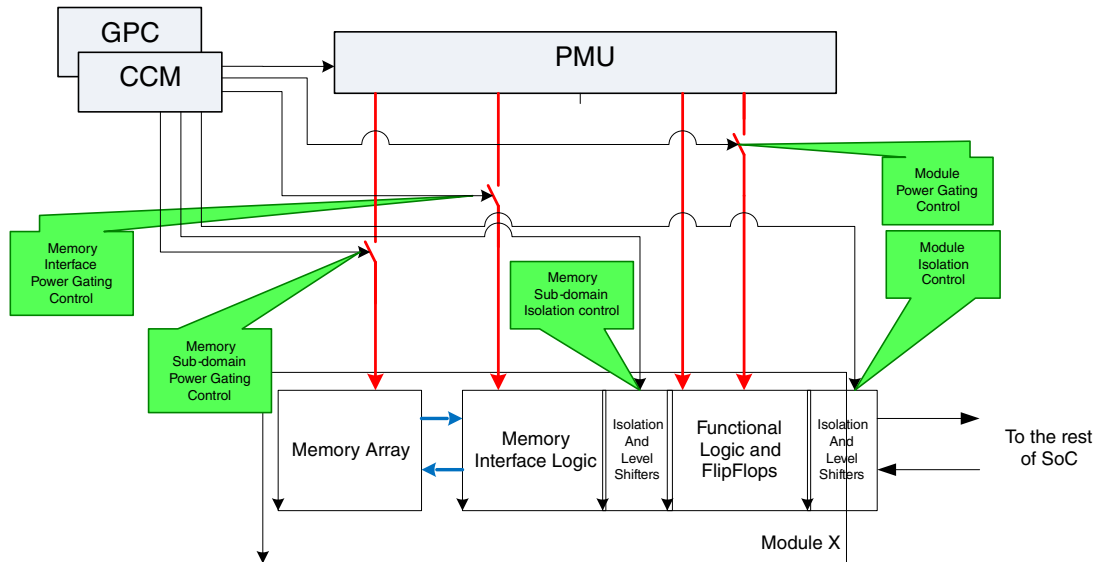 GPC
CCM
PMU
Module
Power Gating
Control
Memory
Interface
Power Gating
Control
Module
Isolation
Control
Memory
Sub-domain
Isolation control
Memory
Sub-domain
Power Gating
Control
Memory Array
Memory
Interface Logic
Isolation
And
Level
Shifters
Functional
Logic and
FlipFlops
Isolation
And
Level
Shifters
To the rest
of SoC
Module X